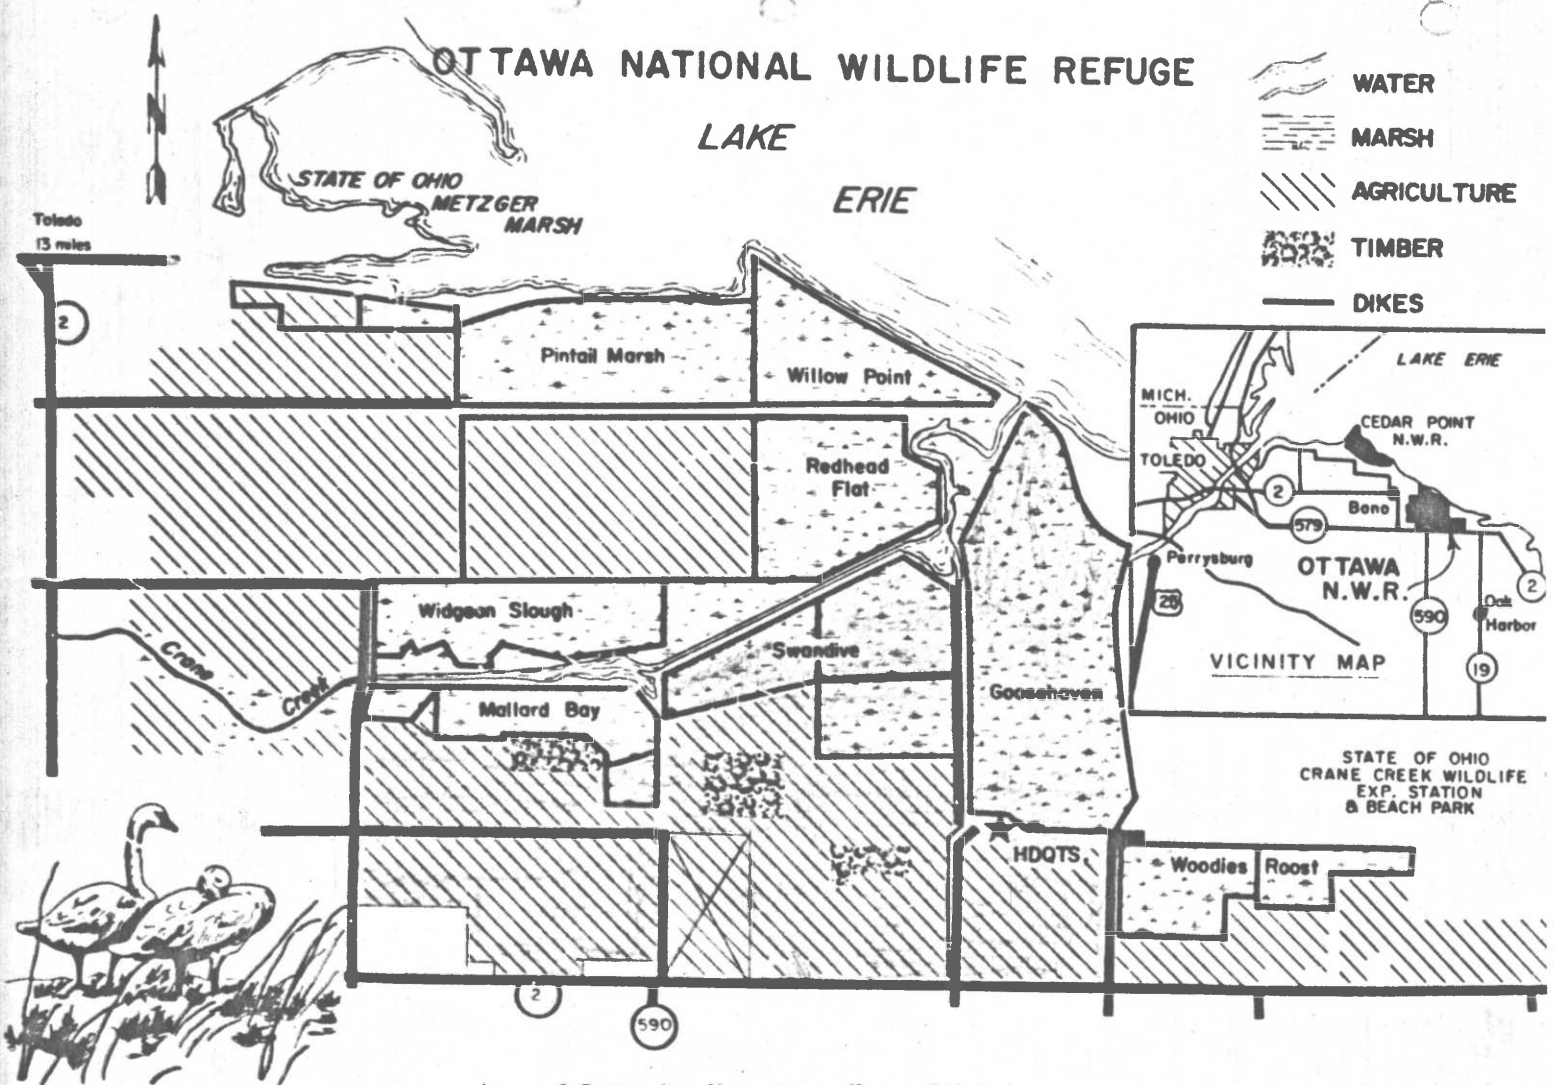 OTTAWA NATIONAL WILDLIFE REFUGE
N
LAKE
ERIE
WATER
MARSH
AGRICULTURE
TIMBER
DIKES
STATE OF OHIO
METZGER
MARSH
Toledo
13 miles
2
Pintail Marsh
Willow Point
Redhead
Flat
Widgeon Slough
Swandive
Crane
Creek
Mallard Bay
Goosehaven
HDQTS.
Woodies Roost
2
590
LAKE ERIE
MICH.
OHIO
CEDAR POINT
N.W.R.
TOLEDO
2
Bono
579
Perrysburg
OTTAWA
N.W.R.
2
590
Oak
Harbor
19
VICINITY MAP
STATE OF OHIO
CRANE CREEK WILDLIFE
EXP. STATION
& BEACH PARK